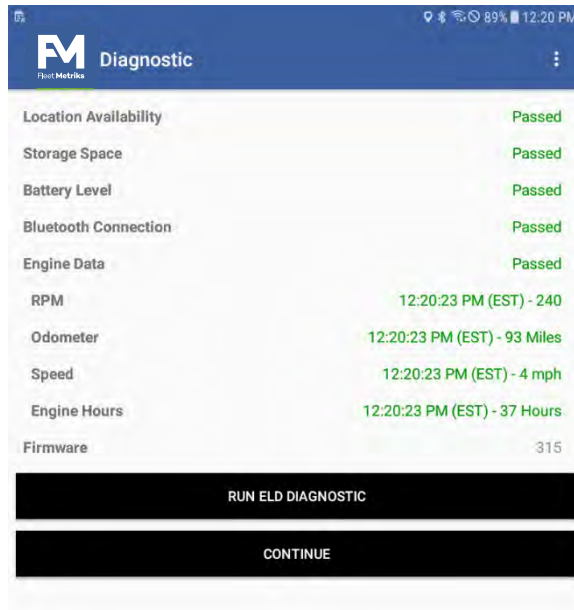 89% 12:20 PM
FM
Fleet Metriks
Diagnostic
Location Availability Passed
Storage Space Passed
Battery Level Passed
Bluetooth Connection Passed
Engine Data Passed
RPM 12:20:23 PM (EST) - 240
Odometer 12:20:23 PM (EST) - 93 Miles
Speed 12:20:23 PM (EST) - 4 mph
Engine Hours 12:20:23 PM (EST) - 37 Hours
Firmware 315
RUN ELD DIAGNOSTIC
CONTINUE